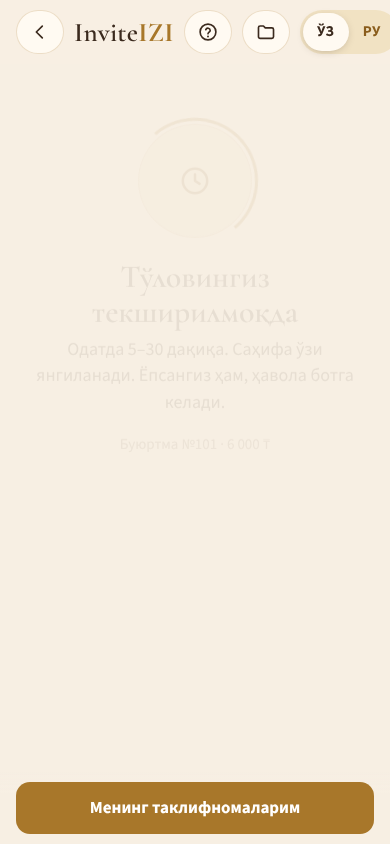 InviteIZI
ЎЗ
РУ
Тўловингиз
текширилмоқда
Одатда 5–30 дақиқа. Саҳифа ўзи
янгиланади. Ёпсангиз ҳам, ҳавола ботга
келади.
Буюртма №101 · 6 000 Т
Менинг таклифномаларим